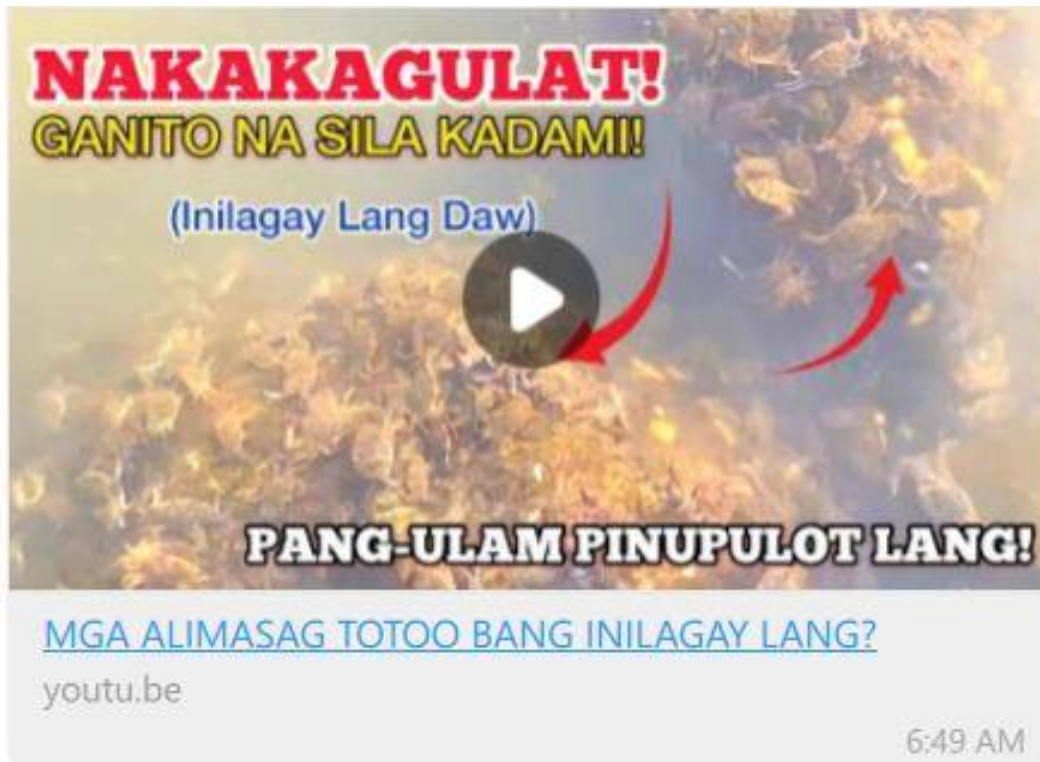 NAKAKAGULAT!
GANITO NA SILA KADAMI!
(Inilagay Lang Daw)
PANG-ULAM PINUPULOT LANG!
MGA ALIMASAG TOTOO BANG INILAGAY LANG?
youtu.be
6:49 AM